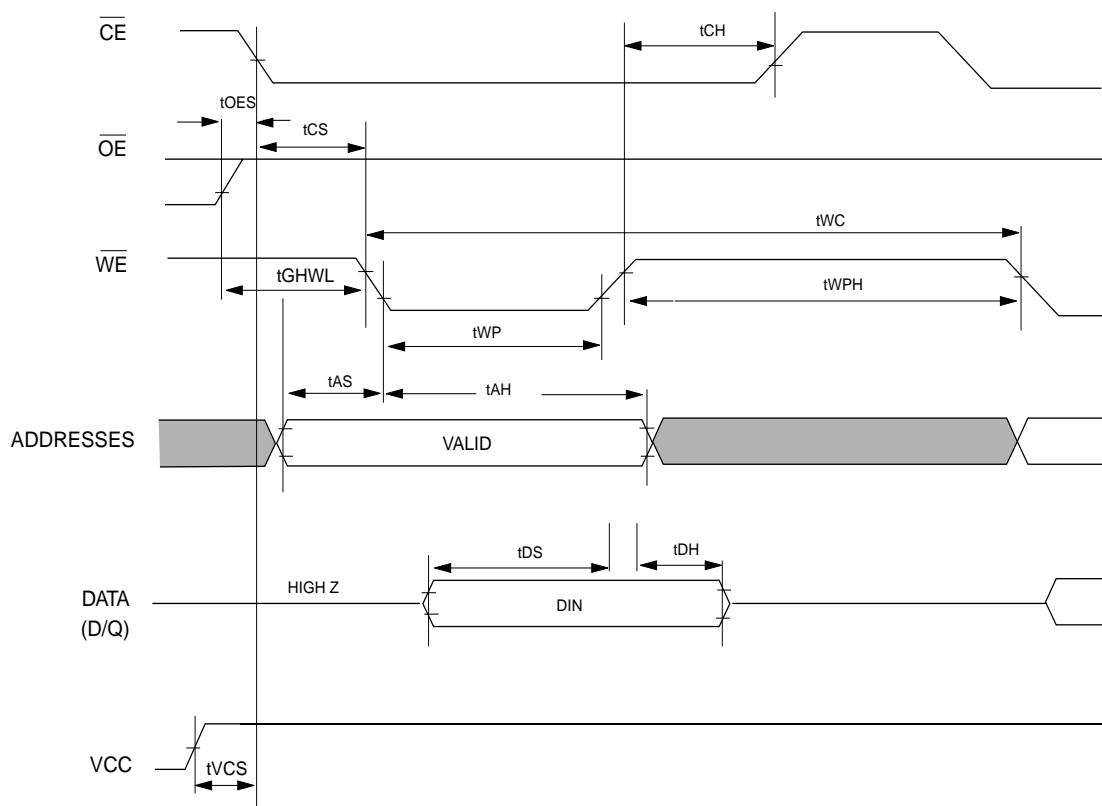 CE
tCH
tOES
tCS
OE
tWC
WE
tGHWL
tWPH
tWP
tAS
tAH
ADDRESSES
VALID
tDS
tDH
HIGH Z
DATA
DIN
(D/Q)
VCC
tVCS